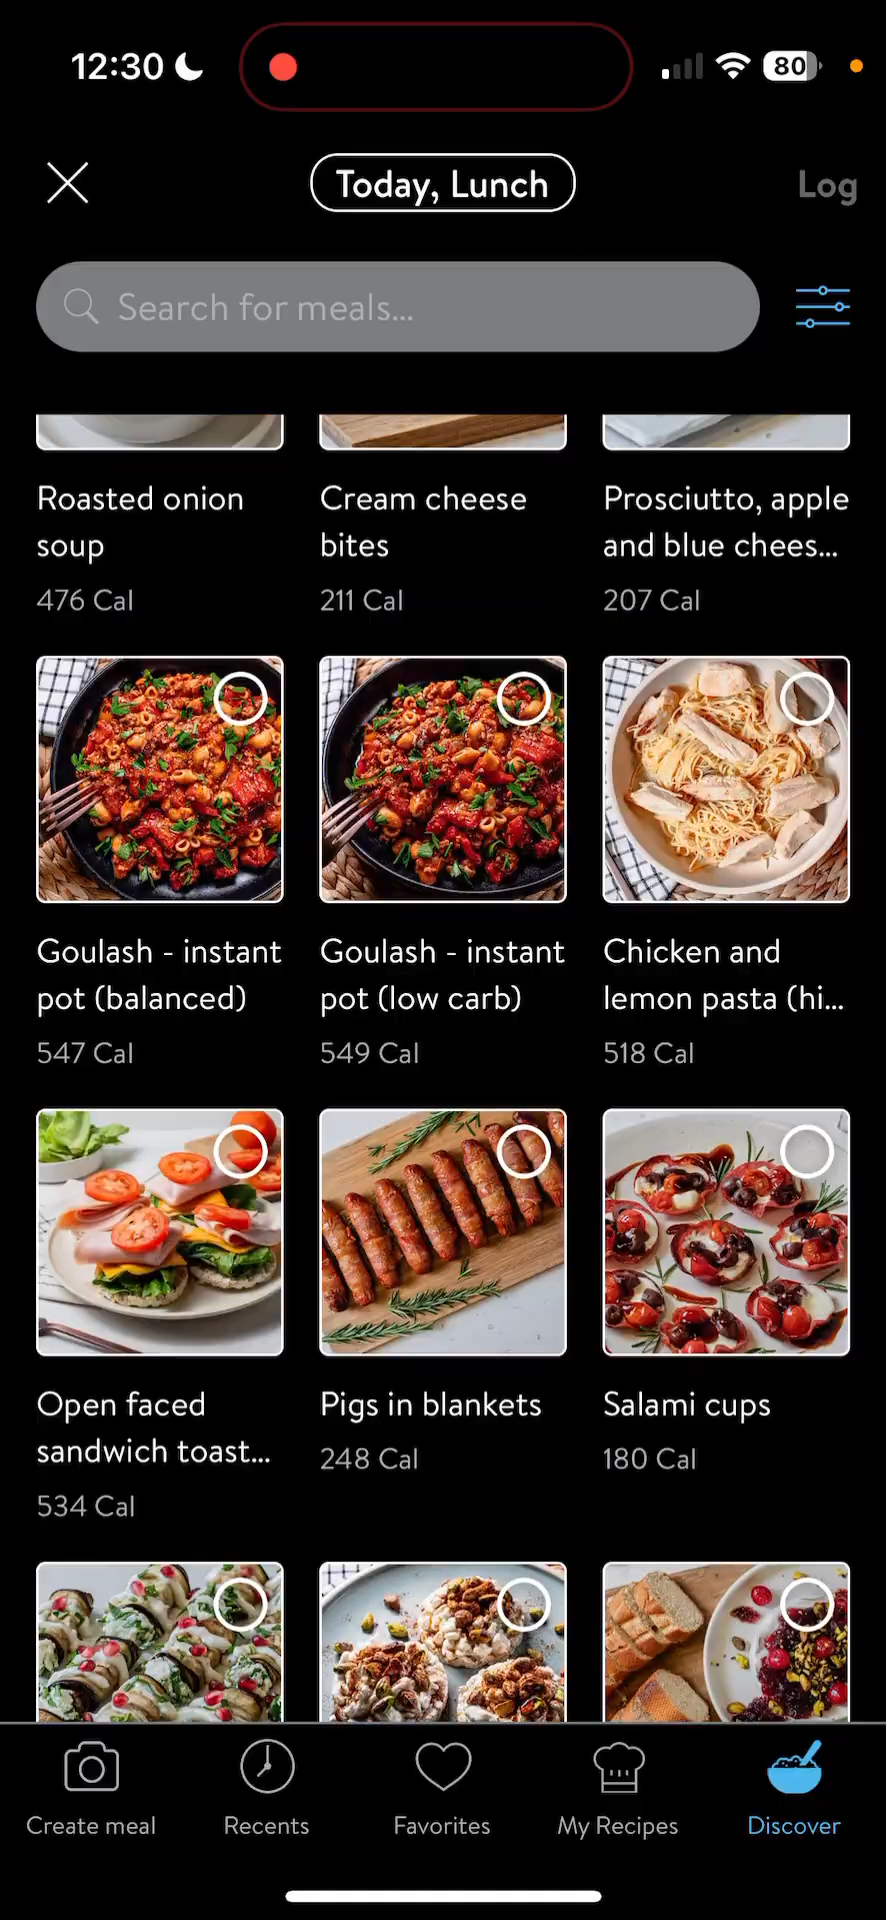 12:30
80
Today, Lunch
Log
Search for meals...
Roasted onion
soup
476 Cal
Cream cheese
bites
211 Cal
Prosciutto, apple
and blue chees...
207 Cal
Goulash - instant
pot (balanced)
547 Cal
Goulash - instant
pot (low carb)
549 Cal
Chicken and
lemon pasta (hi...
518 Cal
Open faced
sandwich toast...
534 Cal
Pigs in blankets
248 Cal
Salami cups
180 Cal
Create meal
Recents
Favorites
My Recipes
Discover